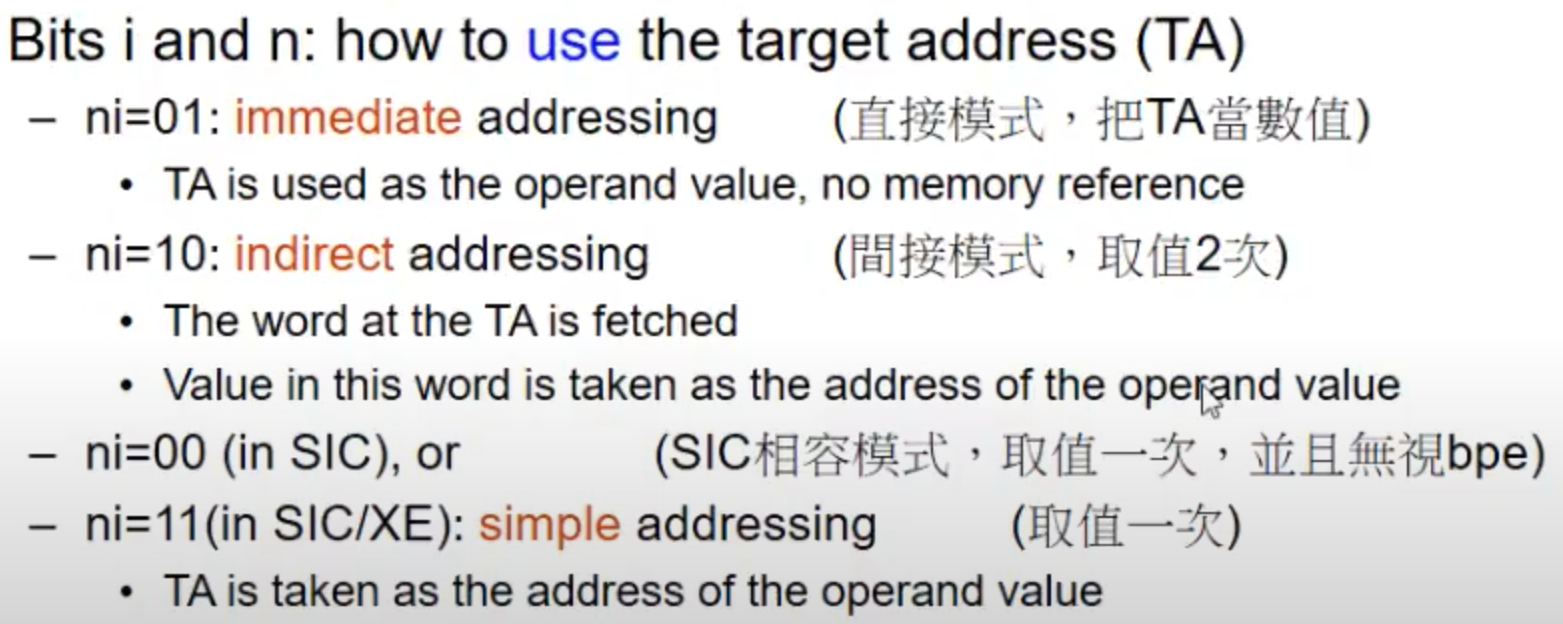 Bits i and n: how to use the target address (TA)
– ni=01: immediate addressing (直接模式，把TA當數值)
• TA is used as the operand value, no memory reference
– ni=10: indirect addressing (間接模式，取值2次)
• The word at the TA is fetched
• Value in this word is taken as the address of the operand value
– ni=00 (in SIC), or (SIC相容模式，取值一次，並且無視bpe)
– ni=11(in SIC/XE): simple addressing (取值一次)
• TA is taken as the address of the operand value